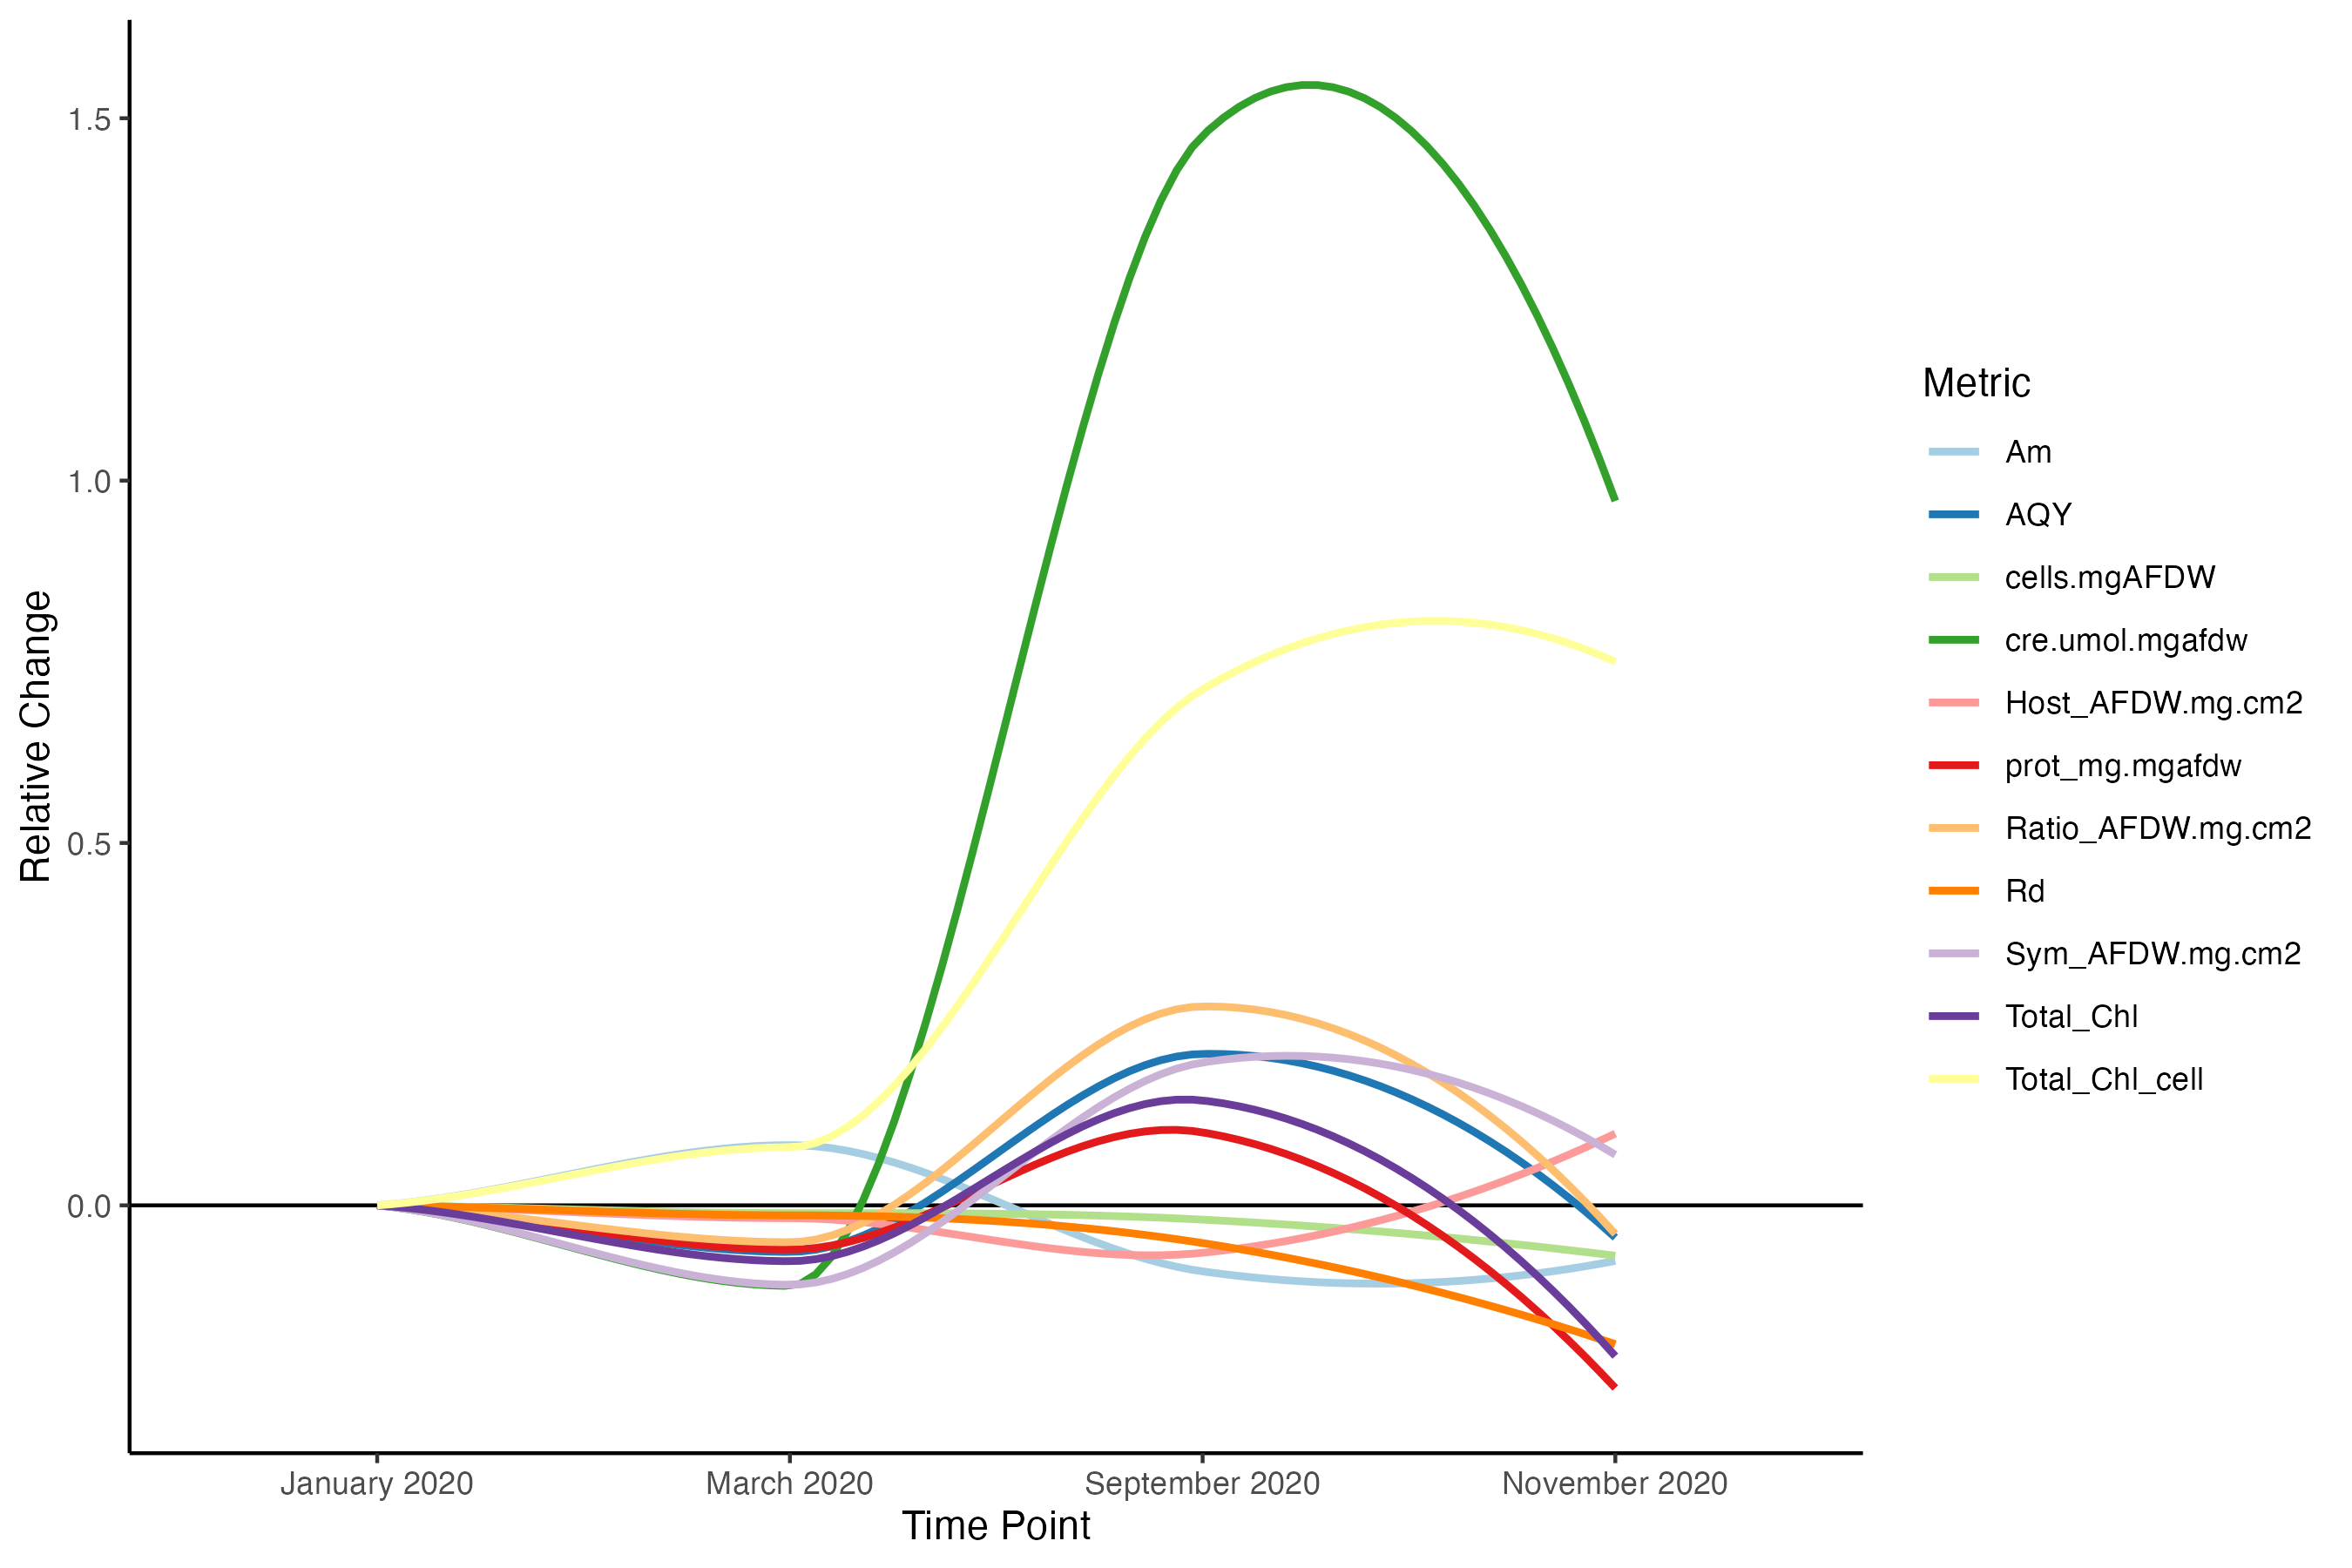 Relative Change
1.5
1.0
0.5
0.0
January 2020
March 2020
September 2020
November 2020
Time Point
Metric
Am
AQY
cells.mgAFDW
cre.umol.mgafdw
Host_AFDW.mg.cm2
prot_mg.mgafdw
Ratio_AFDW.mg.cm2
Rd
Sym_AFDW.mg.cm2
Total_Chl
Total_Chl_cell